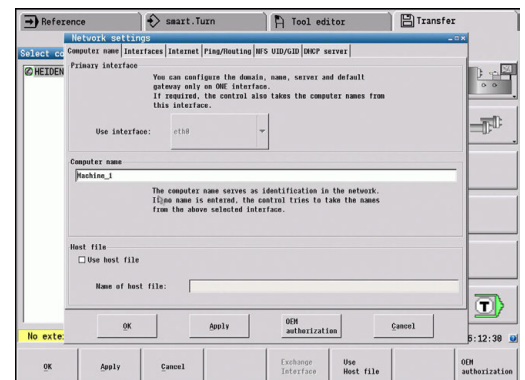 Reference
smart.Turn
Tool editor
Transfer
Network settings
Select co
Computer name Interfaces Internet Ping/Routing NFS UID/GID DHCP server
HEIDEN
Primary interface
You can configure the domain, name, server and default
gateway only on ONE interface.
If required, the control also takes the computer names from
this interface.
Use interface: eth0
Computer name
Machine_1
The computer name serves as identification in the network.
If no name is entered, the control tries to take the names
from the above selected interface.
Host file
Use host file
Name of host file:
OK Apply OEM authorization Cancel
No exte
6:12:38
OK Apply Cancel Exchange Interface Use Host file OEM authorization